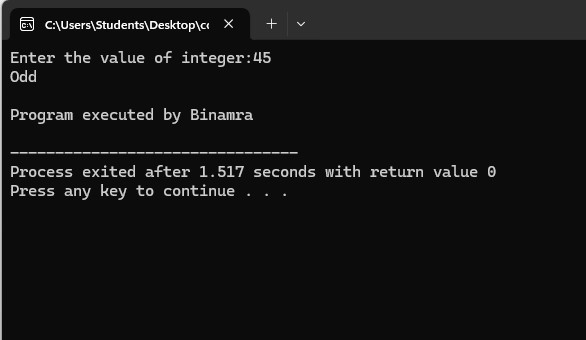 C:\Users\Students\Desktop\c
Enter the value of integer:45
Odd
Program executed by Binamra
--------------------------------
Process exited after 1.517 seconds with return value 0
Press any key to continue . . .